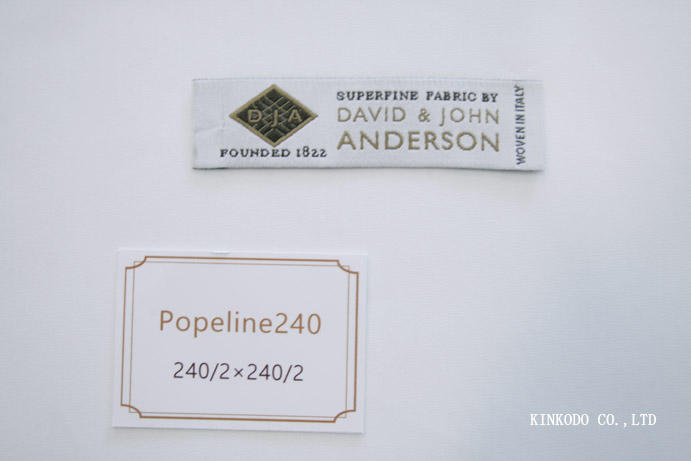 D J A
FOUNDED 1822
SUPERFINE FABRIC BY
DAVID & JOHN
ANDERSON
WOVEN IN ITALY
Popeline240
240/2×240/2
KINKODO CO.,LTD